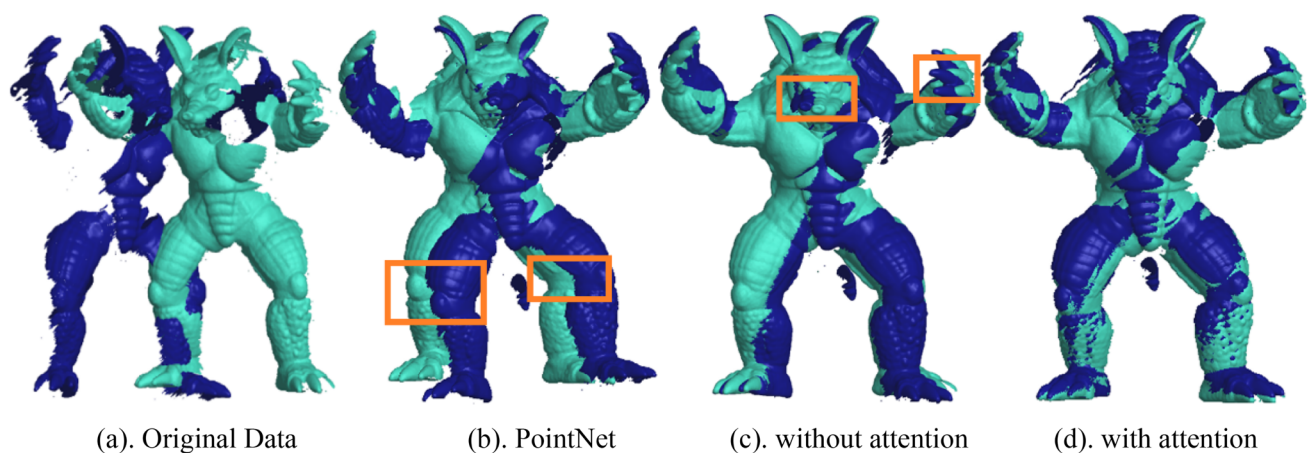 (a). Original Data
(b). PointNet
(c). without attention
(d). with attention